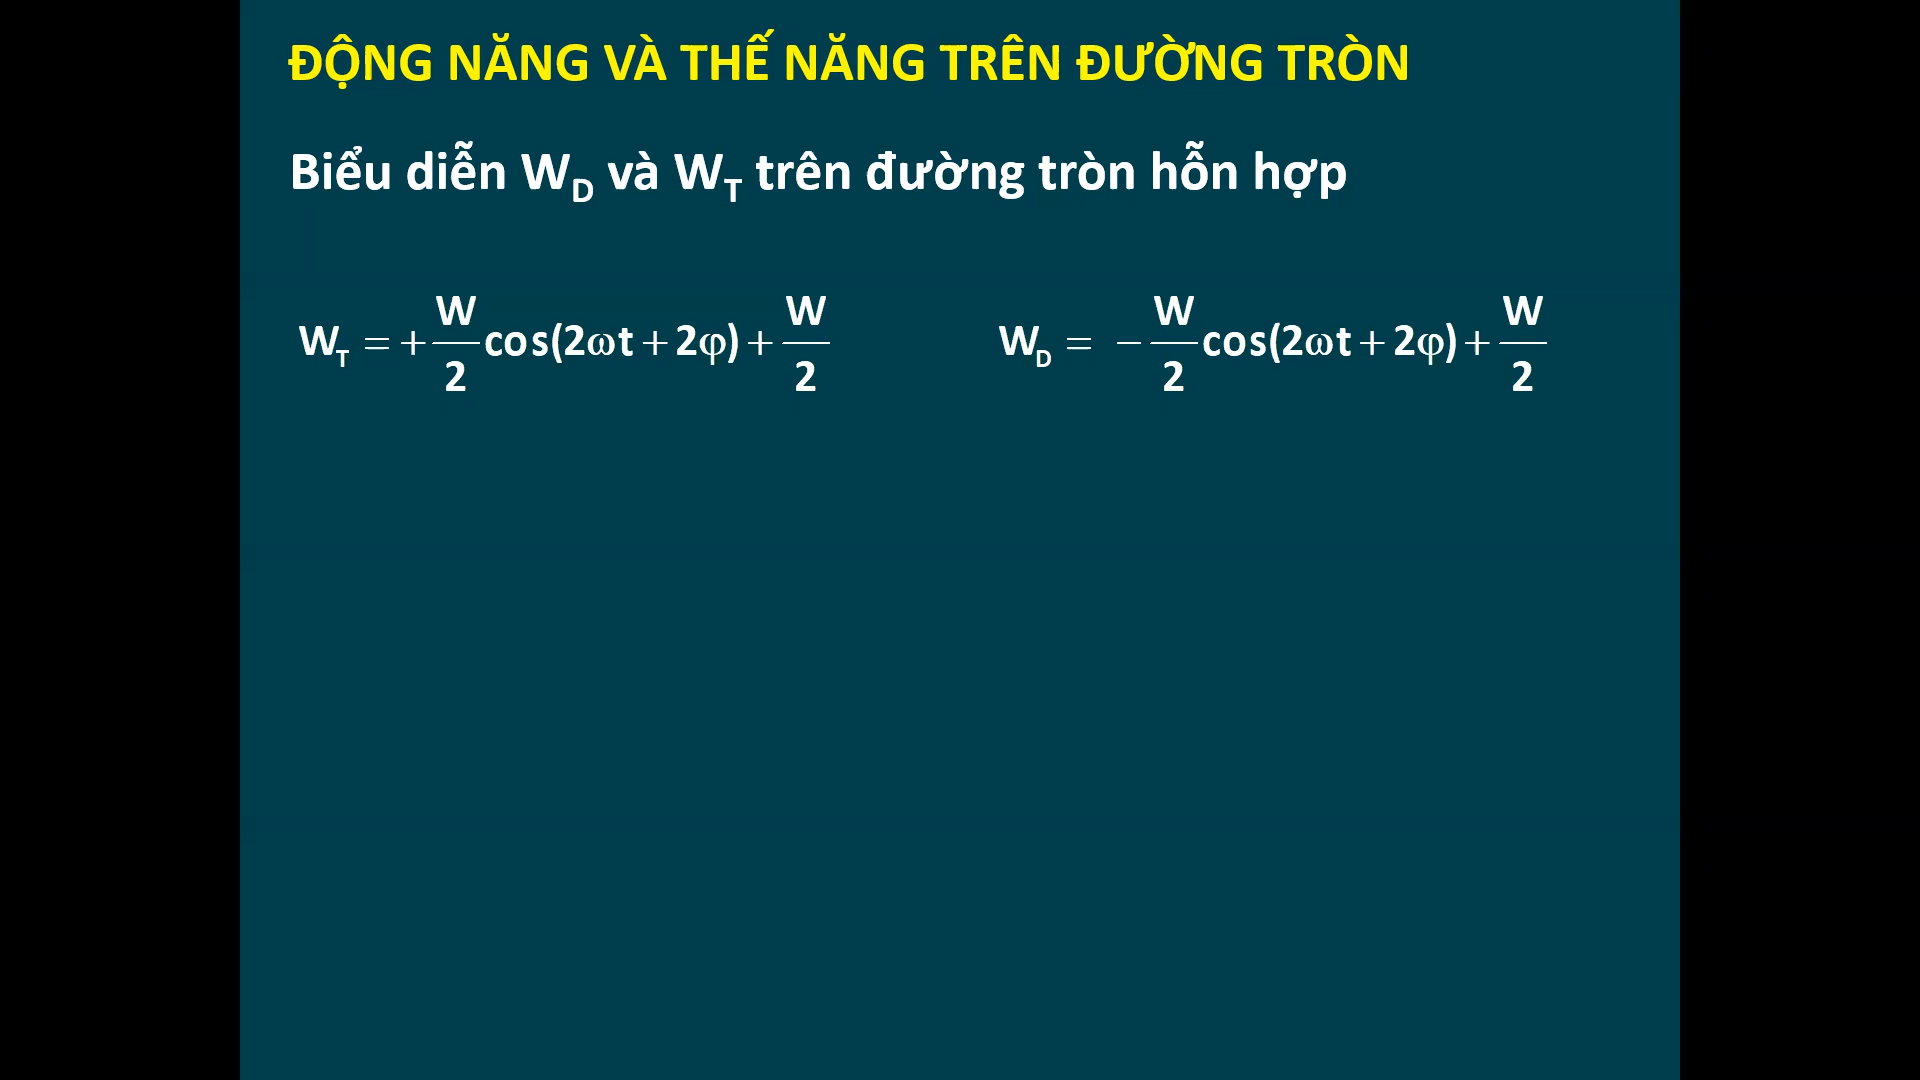 ĐỘNG NĂNG VÀ THẾ NĂNG TRÊN ĐƯỜNG TRÒN
Biểu diễn W_D và W_T trên đường tròn hỗn hợp
W_T = + W/2 cos(2ωt + 2φ) + W/2
W_D = − W/2 cos(2ωt + 2φ) + W/2